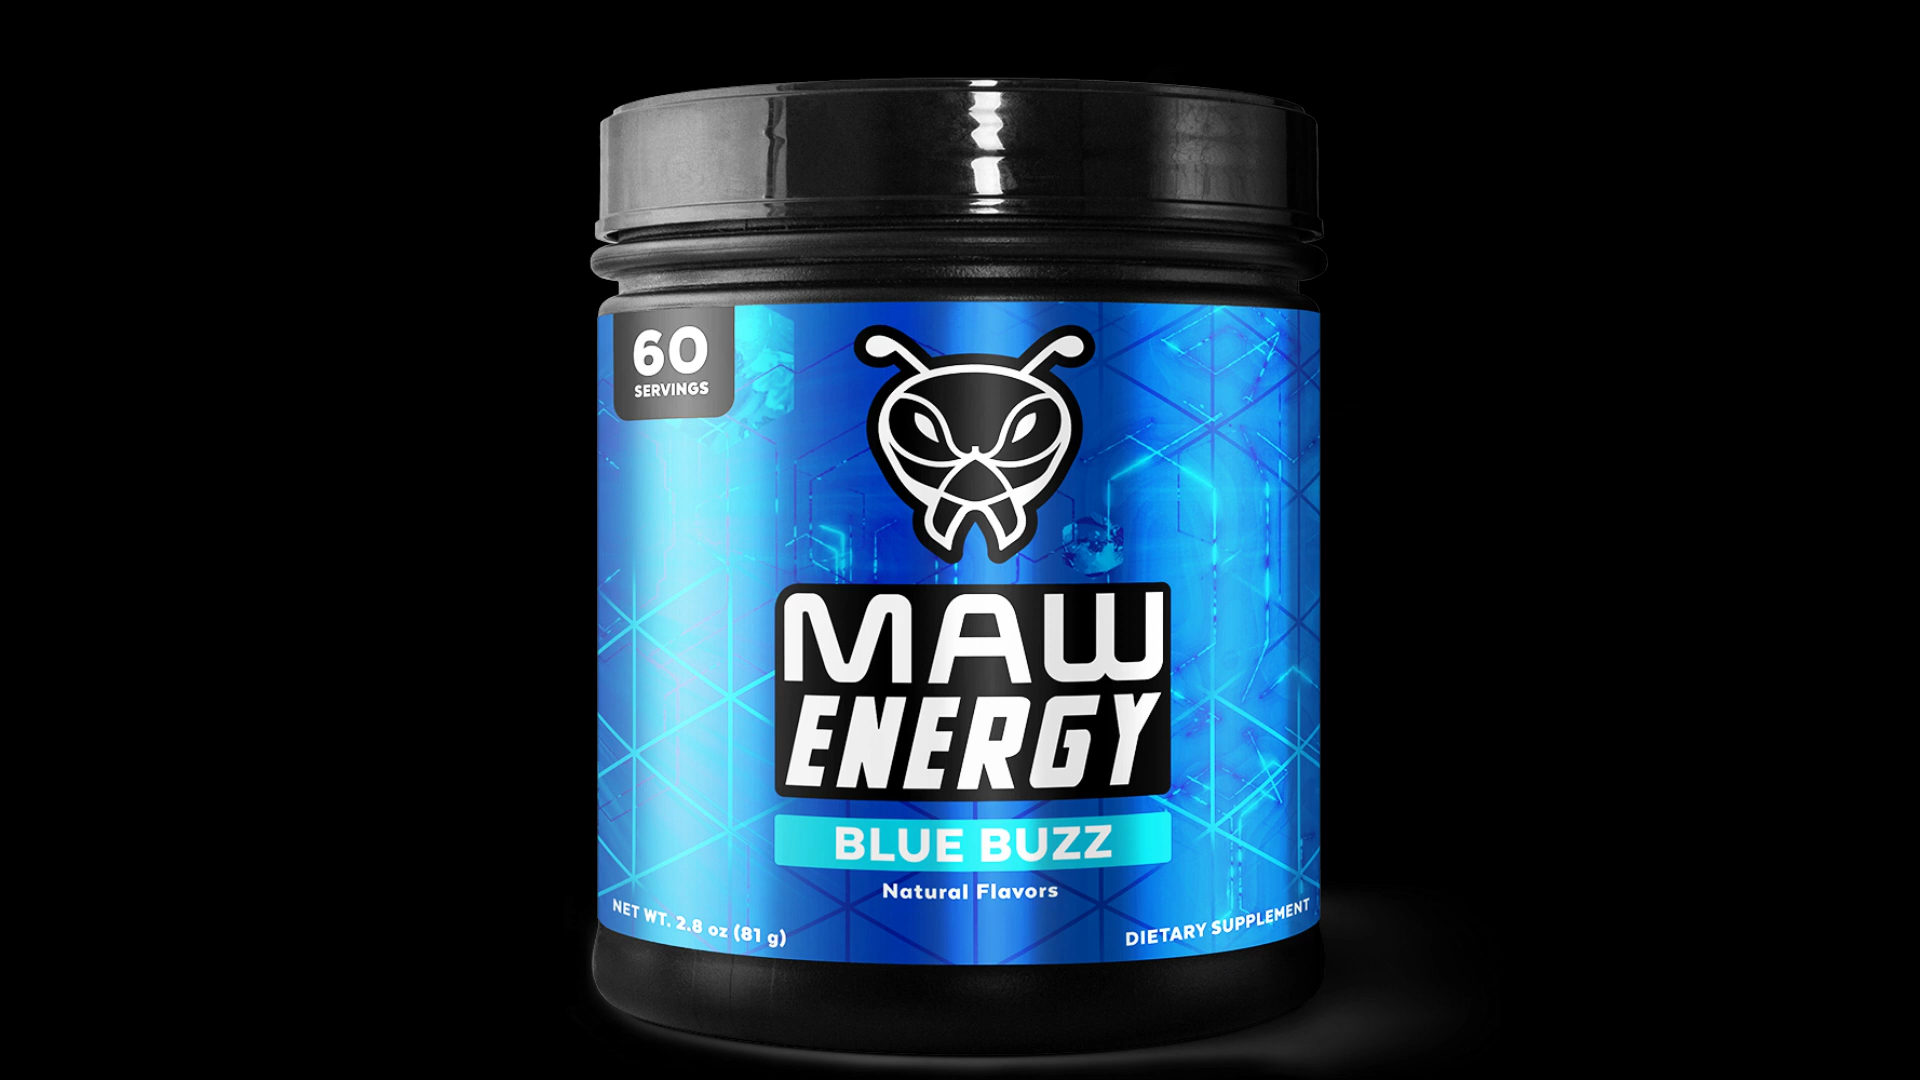 60
SERVINGS
MAW
ENERGY
BLUE BUZZ
Natural Flavors
NET WT. 2.8 oz (81 g)
DIETARY SUPPLEMENT